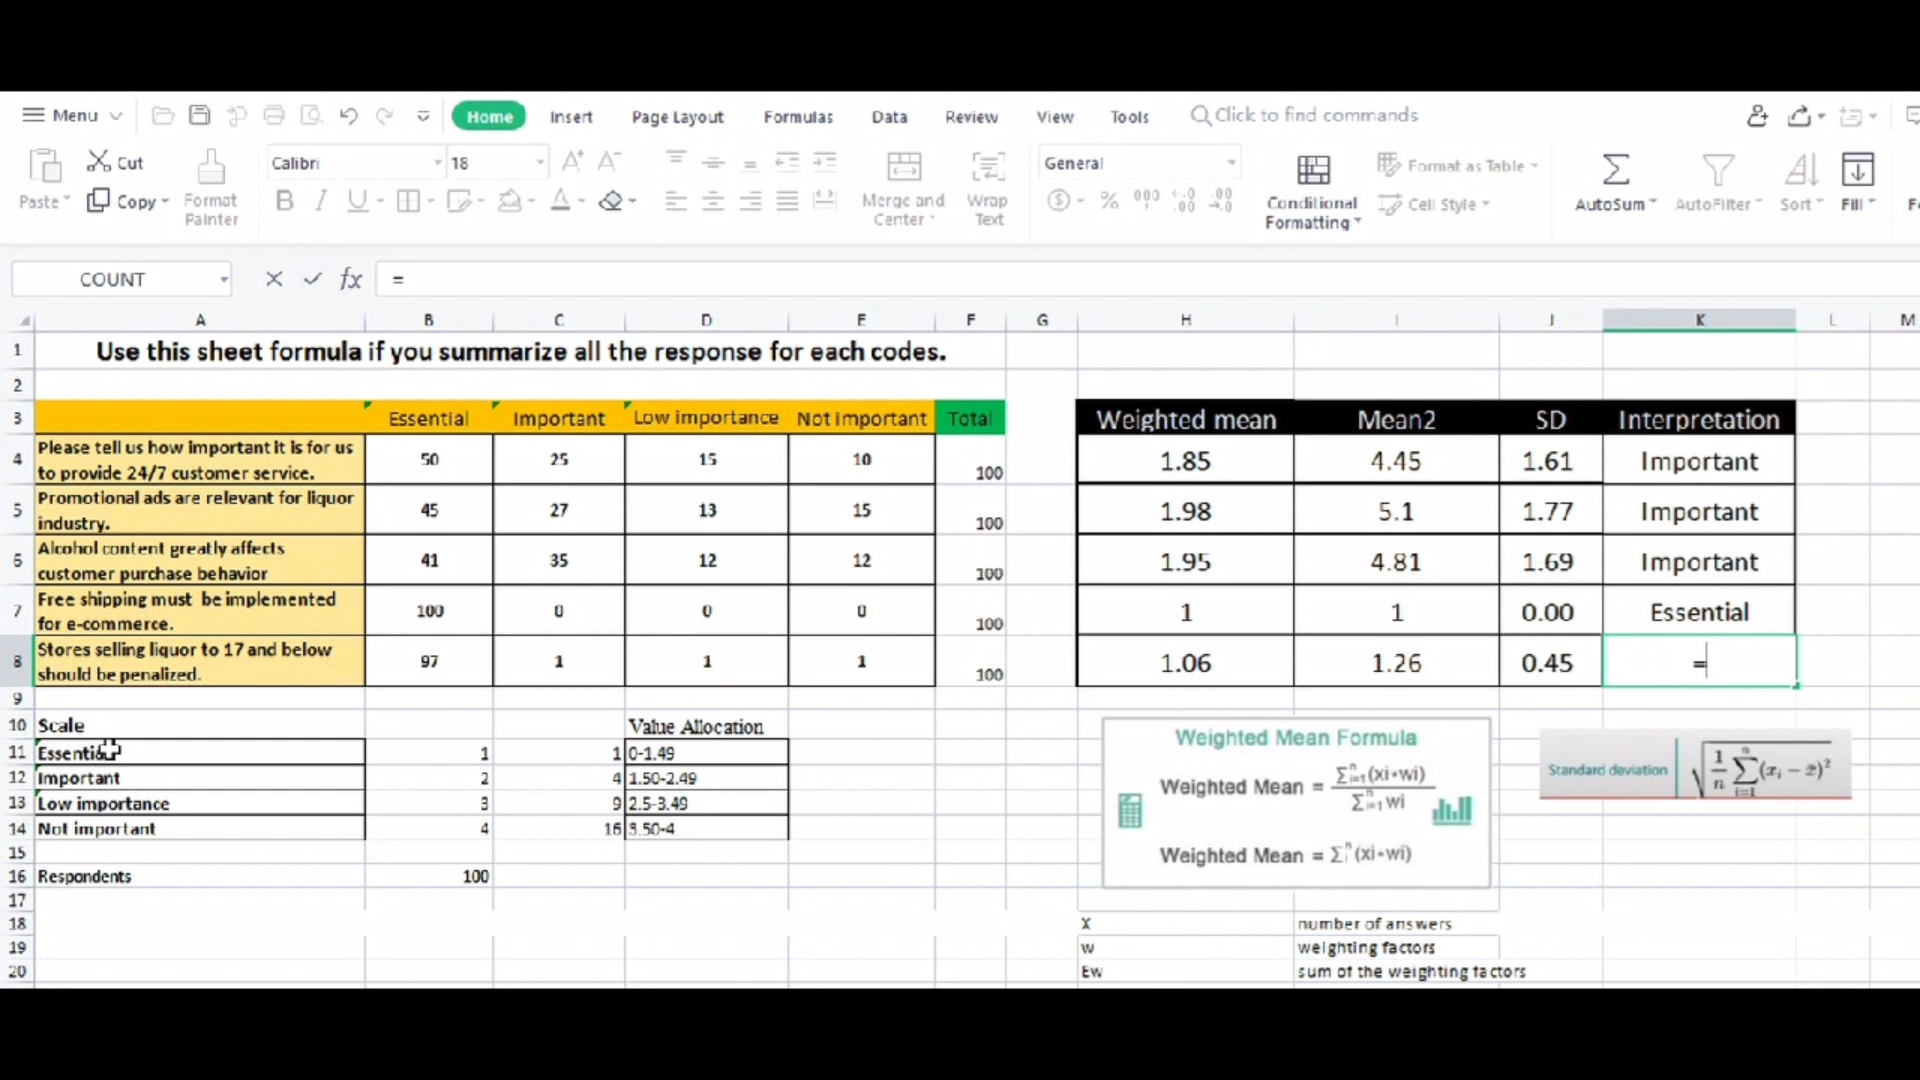 Menu Home Insert Page Layout Formulas Data Review View Tools Click to find commands
Cut Calibri 18 A+ A- General Format as Table
Paste Copy Format Painter B I U A Merge and Center Wrap Text % 000 Conditional Formatting Cell Style AutoSum AutoFilter Sort Fill
COUNT fx =
A B C D E F G H I J K L M
1 Use this sheet formula if you summarize all the response for each codes.
2
3 Essential Important Low importance Not important Total Weighted mean Mean2 SD Interpretation
4 Please tell us how important it is for us to provide 24/7 customer service. 50 25 15 10 100 1.85 4.45 1.61 Important
5 Promotional ads are relevant for liquor industry. 45 27 13 15 100 1.98 5.1 1.77 Important
6 Alcohol content greatly affects customer purchase behavior 41 35 12 12 100 1.95 4.81 1.69 Important
7 Free shipping must be implemented for e-commerce. 100 0 0 0 100 1 1 0.00 Essential
8 Stores selling liquor to 17 and below should be penalized. 97 1 1 1 100 1.06 1.26 0.45 =
9
10 Scale Value Allocation
11 Essential 1 1 0-1.49
12 Important 2 4 1.50-2.49
13 Low importance 3 9 2.5-3.49
14 Not important 4 16 3.50-4
15
16 Respondents 100
17
18 X number of answers
19 w weighting factors
20 Ew sum of the weighting factors
Weighted Mean Formula
Weighted Mean = Σⁿᵢ₌₁(xi*wi) / Σⁿᵢ₌₁ wi
Weighted Mean = Σᵢⁿ(xi*wi)
Standard deviation √ 1/n Σⁿᵢ₌₁ (xᵢ − x̄)²